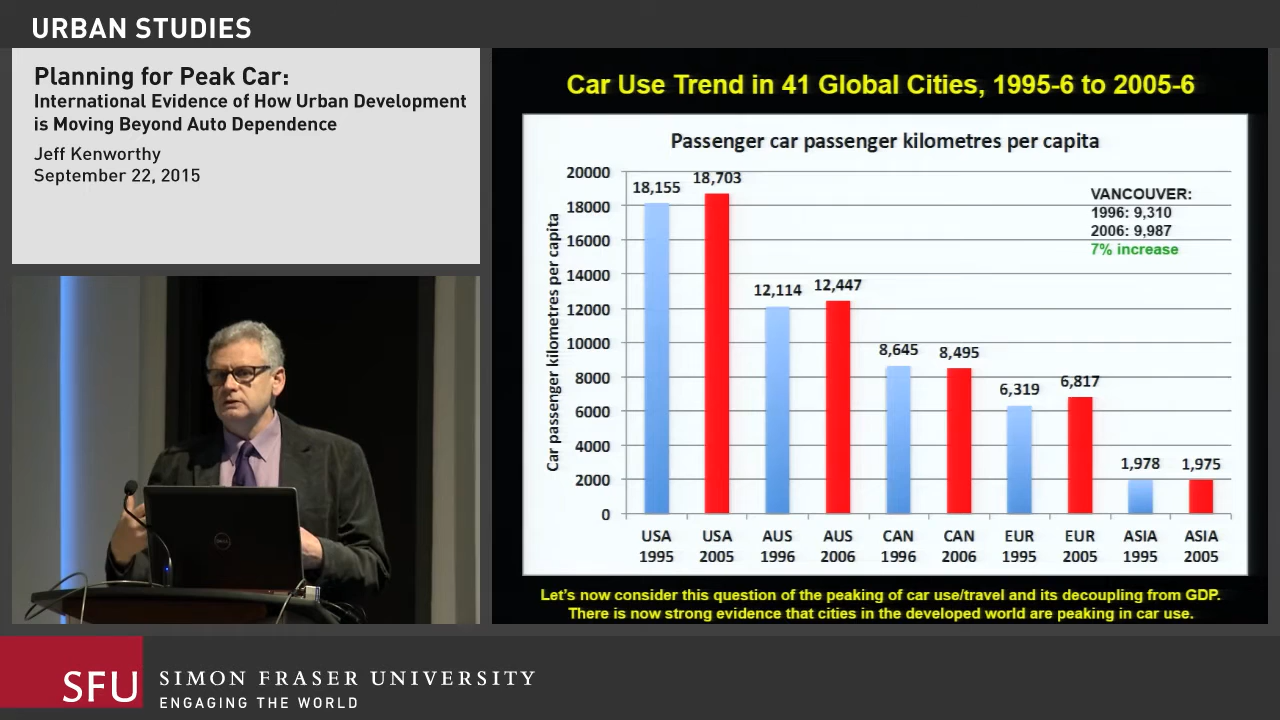 URBAN STUDIES
Planning for Peak Car:
International Evidence of How Urban Development
is Moving Beyond Auto Dependence
Jeff Kenworthy
September 22, 2015
Car Use Trend in 41 Global Cities, 1995-6 to 2005-6
Passenger car passenger kilometres per capita
Car passenger kilometres per capita
20000
18000
16000
14000
12000
10000
8000
6000
4000
2000
0
18,155
18,703
12,114
12,447
8,645
8,495
6,319
6,817
1,978
1,975
VANCOUVER:
1996: 9,310
2006: 9,987
7% increase
USA 1995
USA 2005
AUS 1996
AUS 2006
CAN 1996
CAN 2006
EUR 1995
EUR 2005
ASIA 1995
ASIA 2005
Let's now consider this question of the peaking of car use/travel and its decoupling from GDP.
There is now strong evidence that cities in the developed world are peaking in car use.
DELL
SFU
SIMON FRASER UNIVERSITY
ENGAGING THE WORLD